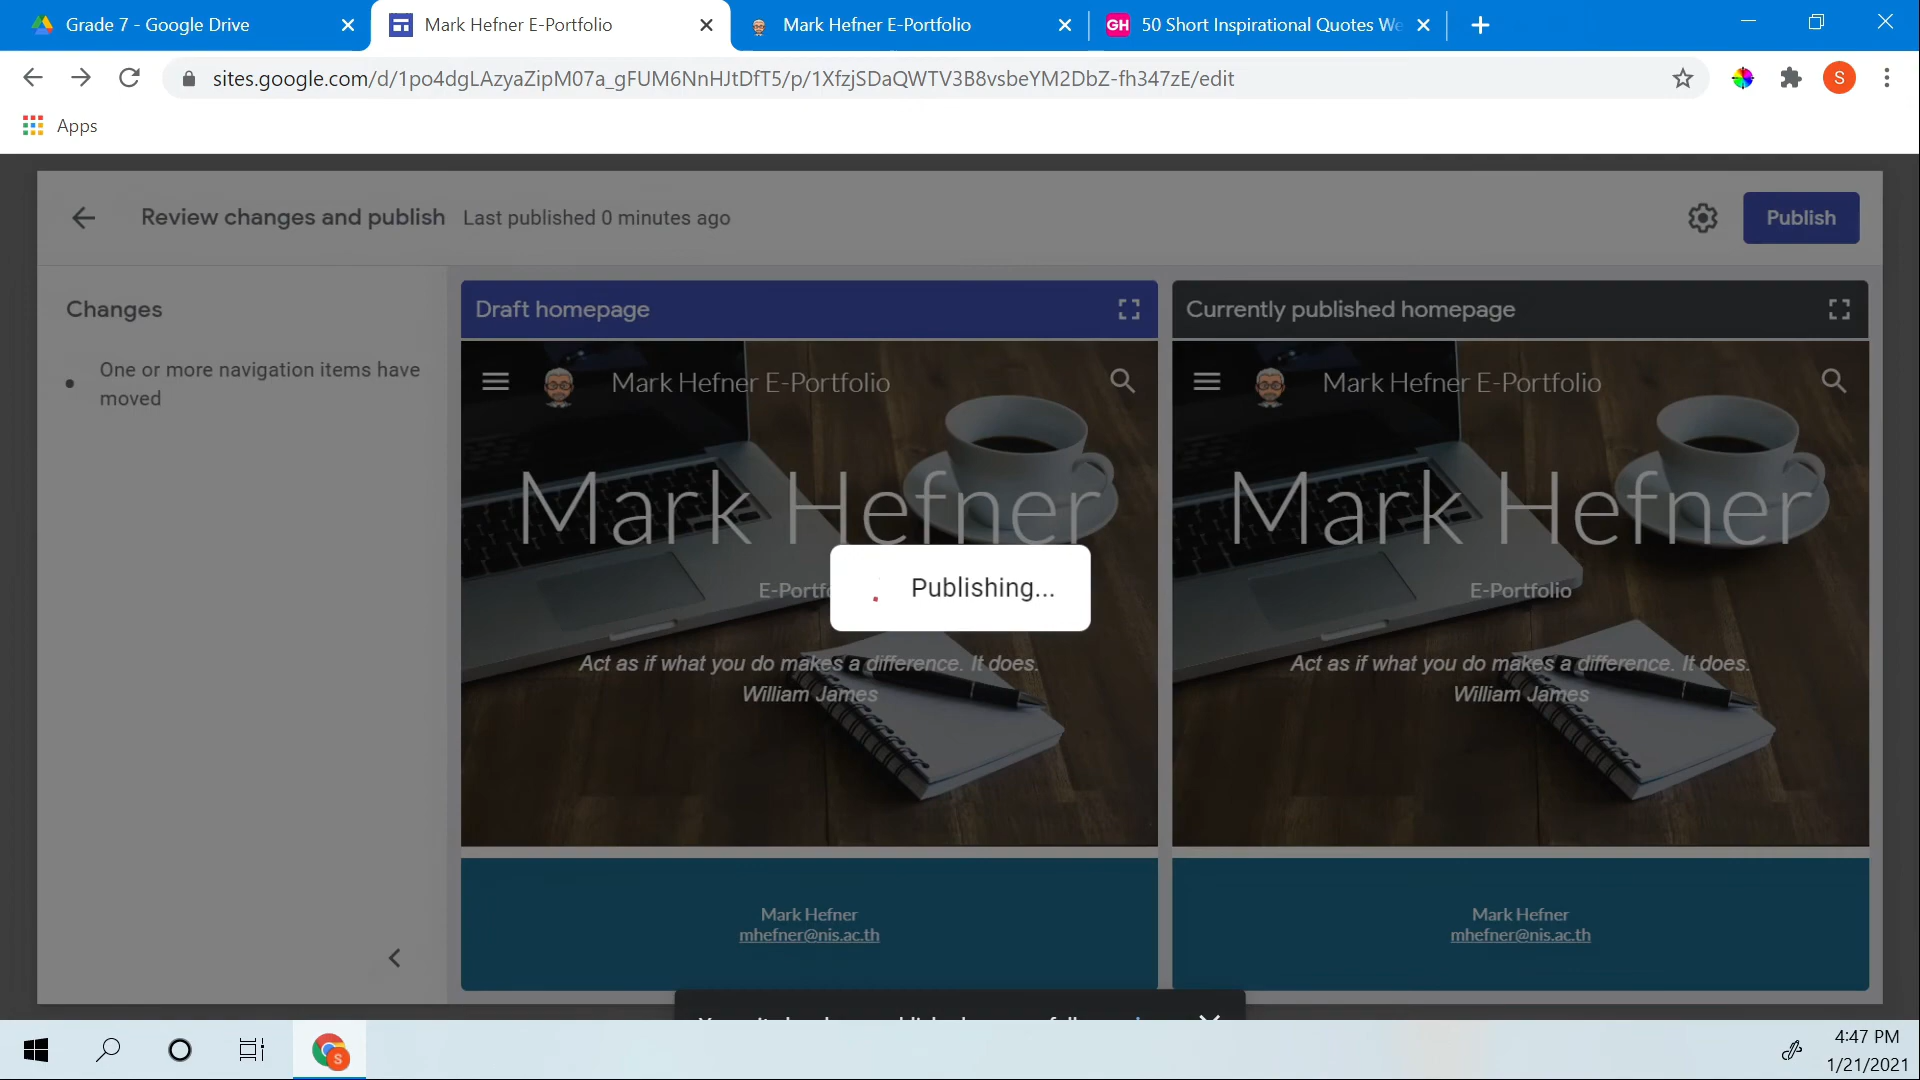 Grade 7 - Google Drive
Mark Hefner E-Portfolio
Mark Hefner E-Portfolio
GH
50 Short Inspirational Quotes We
sites.google.com/d/1po4dgLAzyaZipM07a_gFUM6NnHJtDfT5/p/1XfzjSDaQWTV3B8vsbeYM2DbZ-fh347zE/edit
S
Apps
Review changes and publish
Last published 0 minutes ago
Publish
Changes
One or more navigation items have
moved
Draft homepage
Mark Hefner E-Portfolio
Mark Hefner
E-Portfo
Act as if what you do makes a difference. It does.
William James
Mark Hefner
mhefner@nis.ac.th
Currently published homepage
Mark Hefner E-Portfolio
Mark Hefner
E-Portfolio
Act as if what you do makes a difference. It does.
William James
Mark Hefner
mhefner@nis.ac.th
Publishing...
S
4:47 PM
1/21/2021